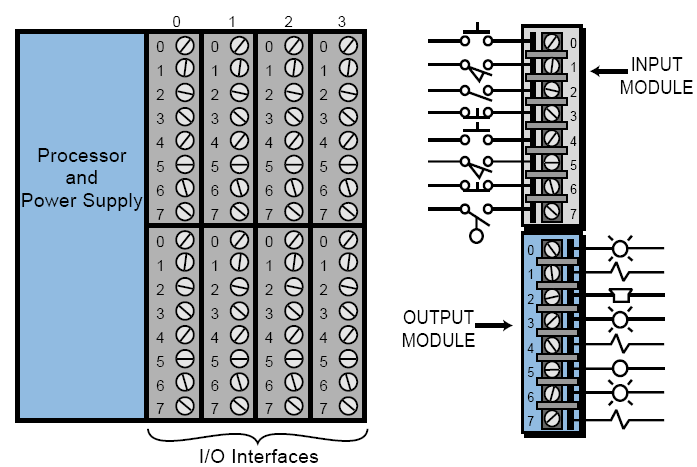 0 1 2 3
0 0 0 0
1 1 1 1
2 2 2 2
3 3 3 3
4 4 4 4
5 5 5 5
6 6 6 6
7 7 7 7
0 0 0 0
1 1 1 1
2 2 2 2
3 3 3 3
4 4 4 4
5 5 5 5
6 6 6 6
7 7 7 7
Processor
and
Power Supply
I/O Interfaces
0
1
2
3
4
5
6
7
INPUT
MODULE
0
1
2
3
4
5
6
7
OUTPUT
MODULE